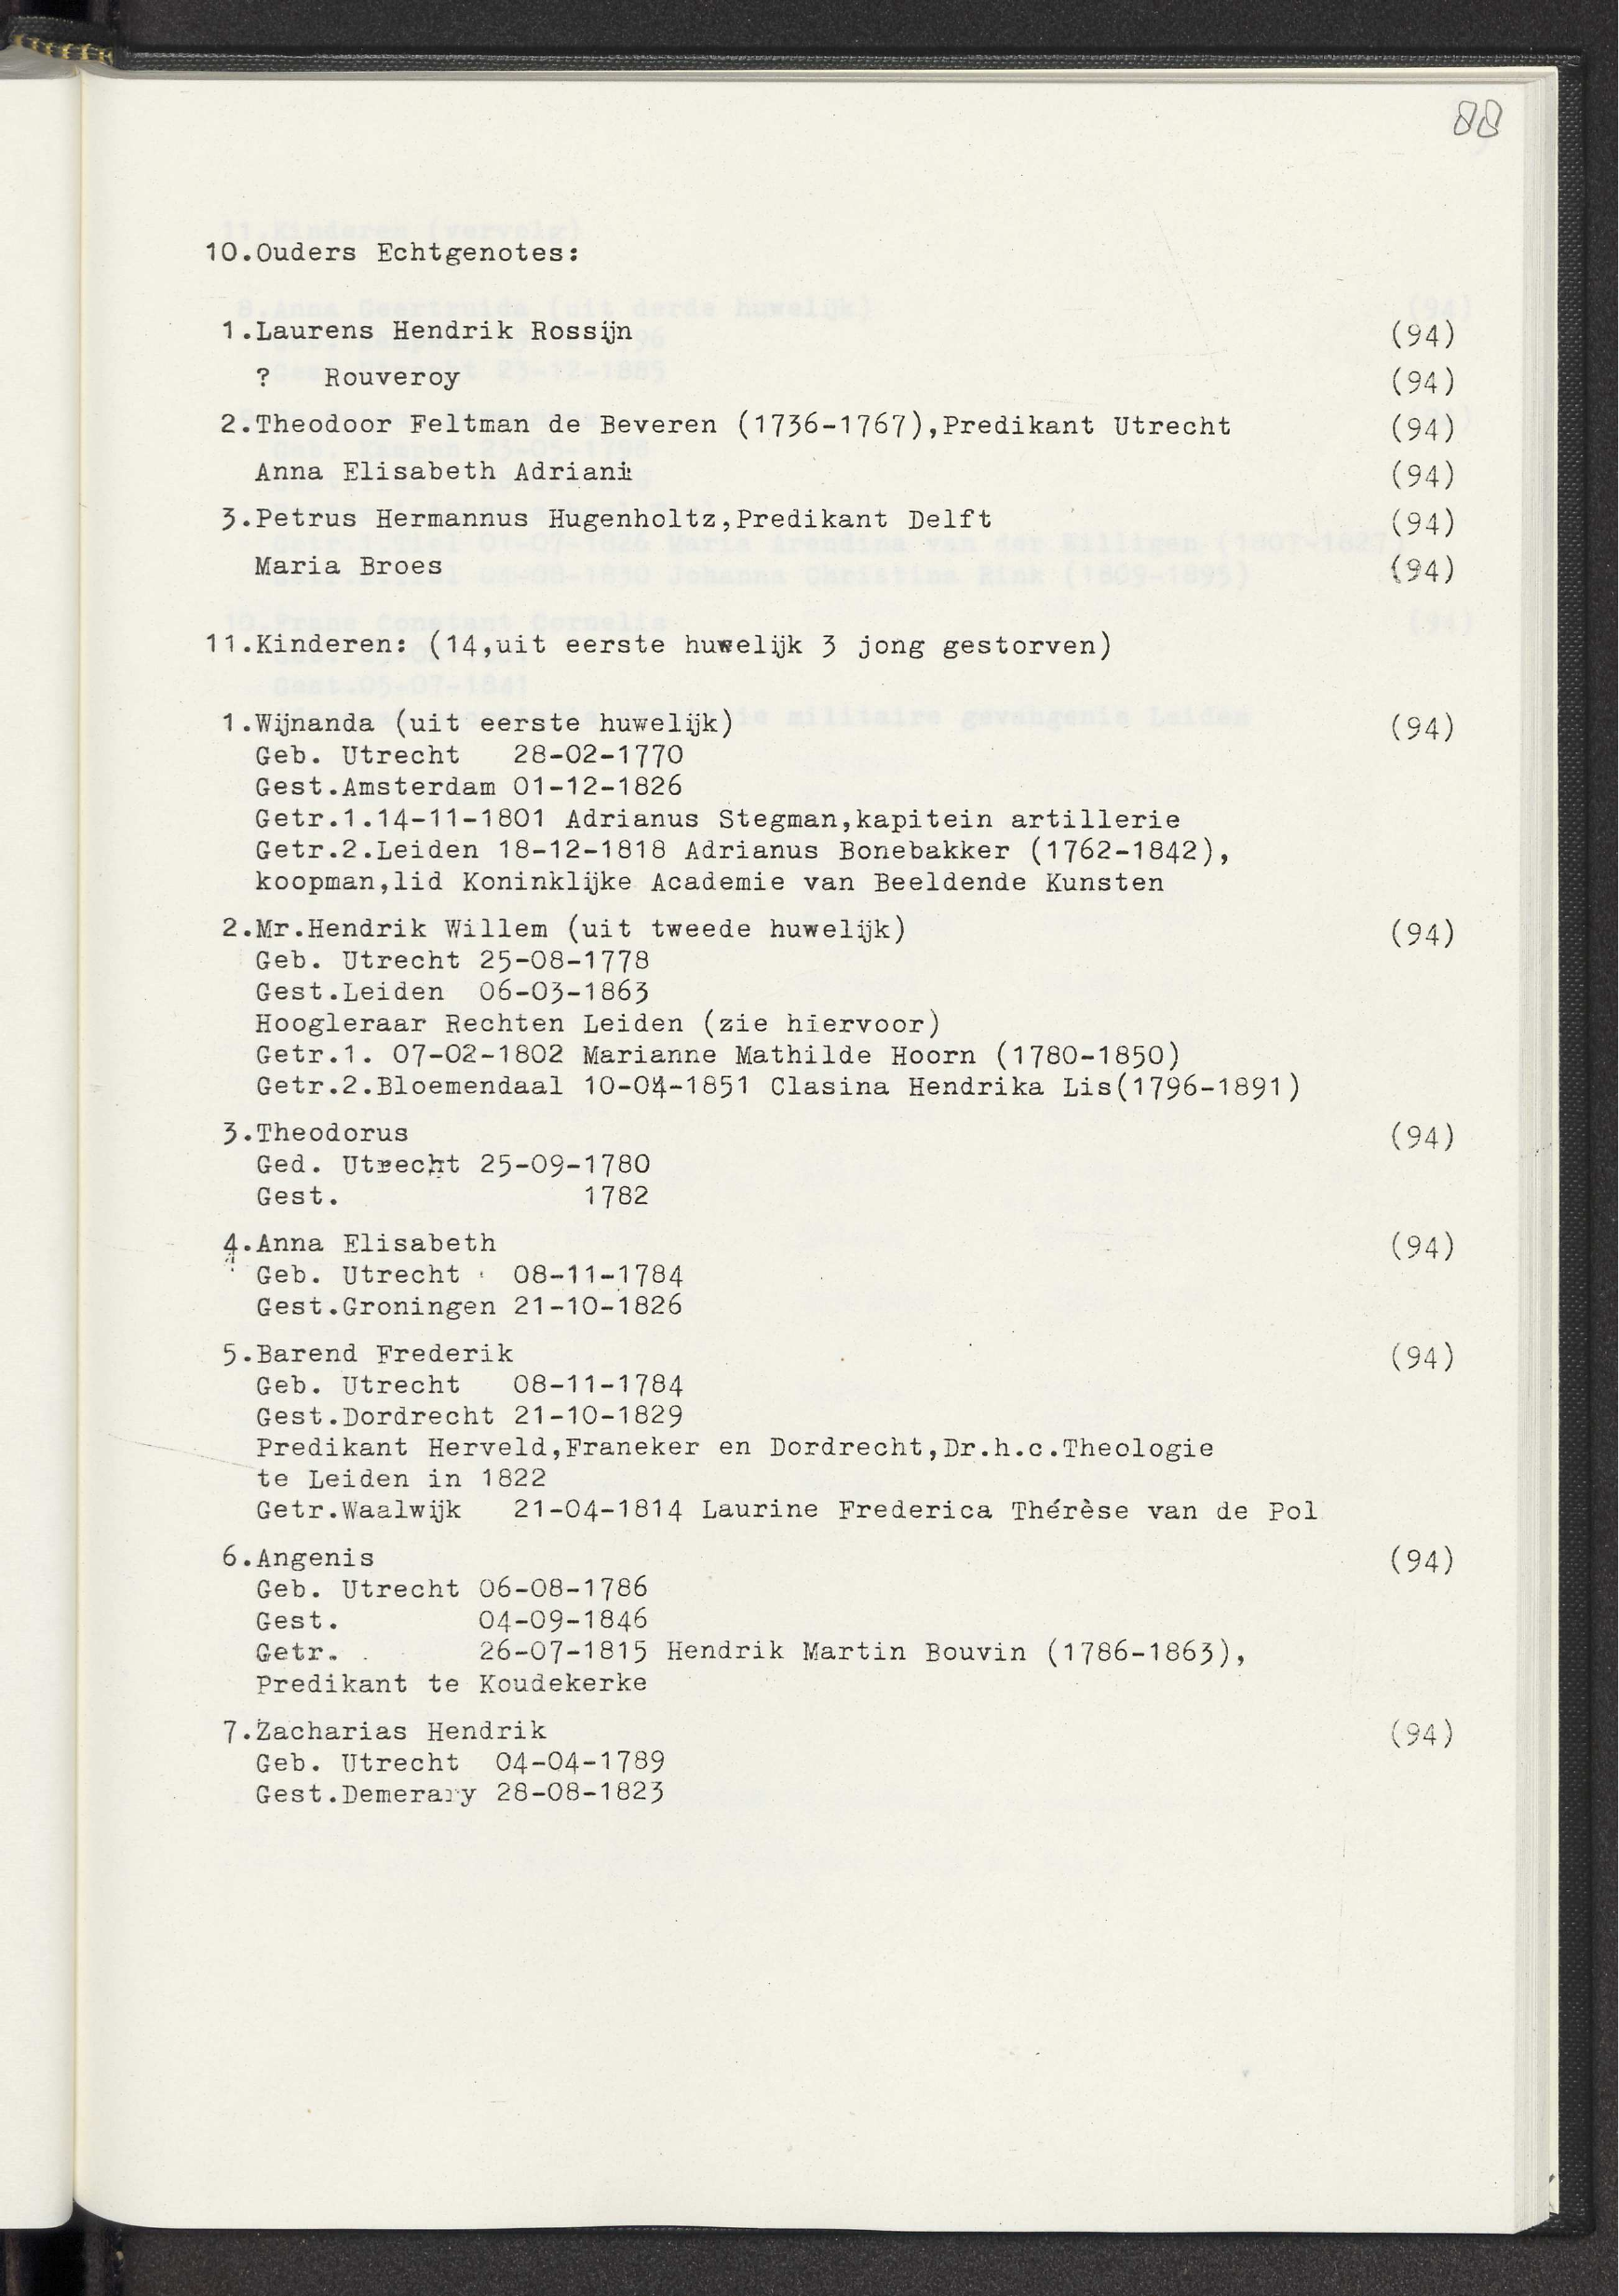 88
10.Ouders Echtgenotes:
1.Laurens Hendrik Rossijn (94)
? Rouveroy (94)
2.Theodoor Feltman de Beveren (1736-1767),Predikant Utrecht (94)
Anna Elisabeth Adriani (94)
3.Petrus Hermannus Hugenholtz,Predikant Delft (94)
Maria Broes (94)
11.Kinderen: (14,uit eerste huwelijk 3 jong gestorven)
1.Wijnanda (uit eerste huwelijk) (94)
Geb. Utrecht 28-02-1770
Gest.Amsterdam 01-12-1826
Getr.1.14-11-1801 Adrianus Stegman,kapitein artillerie
Getr.2.Leiden 18-12-1818 Adrianus Bonebakker (1762-1842),
koopman,lid Koninklijke Academie van Beeldende Kunsten
2.Mr.Hendrik Willem (uit tweede huwelijk) (94)
Geb. Utrecht 25-08-1778
Gest.Leiden 06-03-1863
Hoogleraar Rechten Leiden (zie hiervoor)
Getr.1. 07-02-1802 Marianne Mathilde Hoorn (1780-1850)
Getr.2.Bloemendaal 10-04-1851 Clasina Hendrika Lis(1796-1891)
3.Theodorus (94)
Ged. Utrecht 25-09-1780
Gest. 1782
4.Anna Elisabeth (94)
Geb. Utrecht 08-11-1784
Gest.Groningen 21-10-1826
5.Barend Frederik (94)
Geb. Utrecht 08-11-1784
Gest.Dordrecht 21-10-1829
Predikant Herveld,Franeker en Dordrecht,Dr.h.c.Theologie
te Leiden in 1822
Getr.Waalwijk 21-04-1814 Laurine Frederica Thérèse van de Pol
6.Angenis (94)
Geb. Utrecht 06-08-1786
Gest. 04-09-1846
Getr. 26-07-1815 Hendrik Martin Bouvin (1786-1863),
Predikant te Koudekerke
7.Zacharias Hendrik (94)
Geb. Utrecht 04-04-1789
Gest.Demerary 28-08-1823